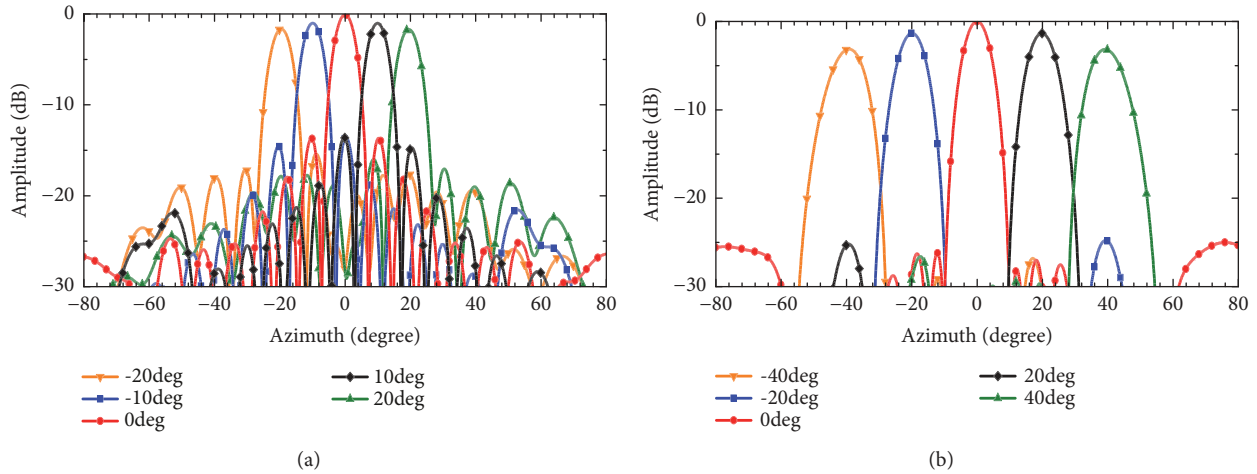 0
−10
−20
−30
Amplitude (dB)
−80 −60 −40 −20 0 20 40 60 80
Azimuth (degree)
-20deg 10deg
-10deg 20deg
0deg
(a)
0
−10
−20
−30
Amplitude (dB)
−80 −60 −40 −20 0 20 40 60 80
Azimuth (degree)
-40deg 20deg
-20deg 40deg
0deg
(b)